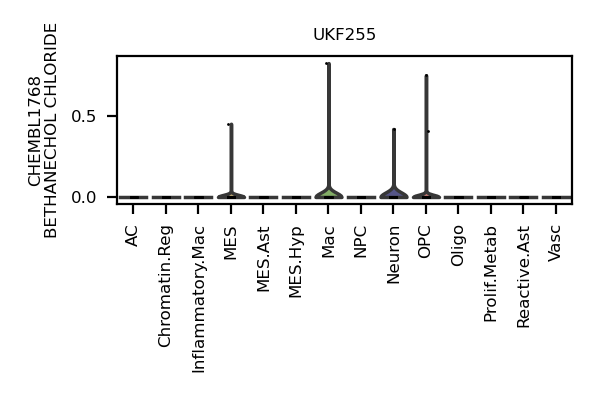 UKF255
CHEMBL1768
BETHANECHOL CHLORIDE
0.5
0.0
AC
Chromatin.Reg
Inflammatory.Mac
MES
MES.Ast
MES.Hyp
Mac
NPC
Neuron
OPC
Oligo
Prolif.Metab
Reactive.Ast
Vasc